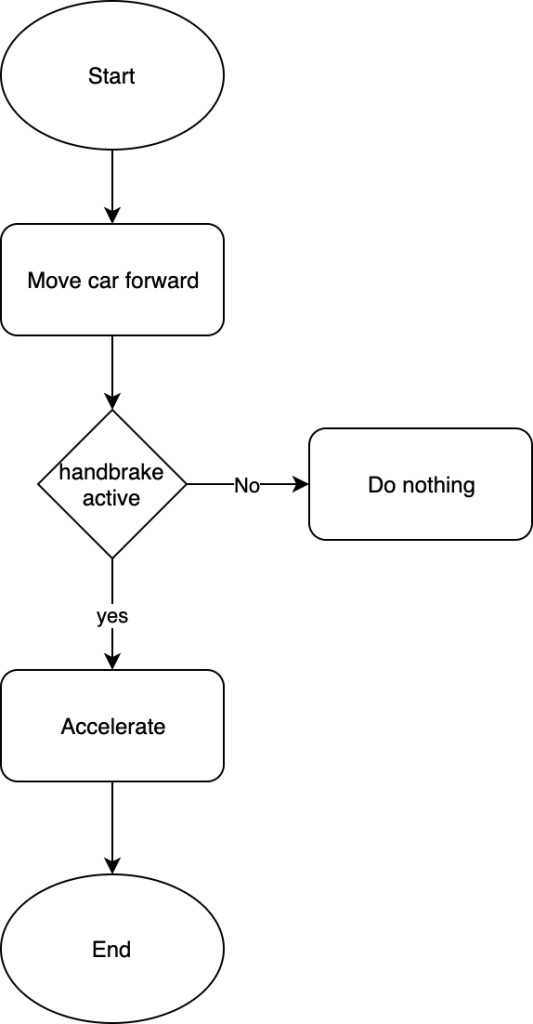 Start
Move car forward
handbrake
active
No
Do nothing
yes
Accelerate
End